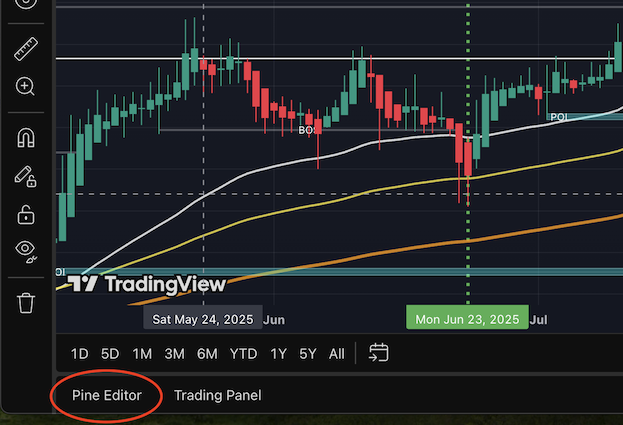 BOS
POI
OI
TradingView
Sat May 24, 2025 Jun Mon Jun 23, 2025 Jul
1D 5D 1M 3M 6M YTD 1Y 5Y All
Pine Editor Trading Panel